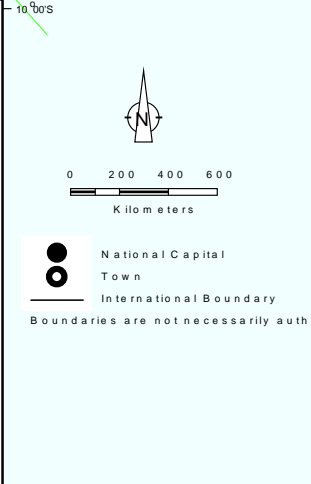 10°00'S
N
0 200 400 600
Kilometers
National Capital
Town
International Boundary
Boundaries are not necessarily auth